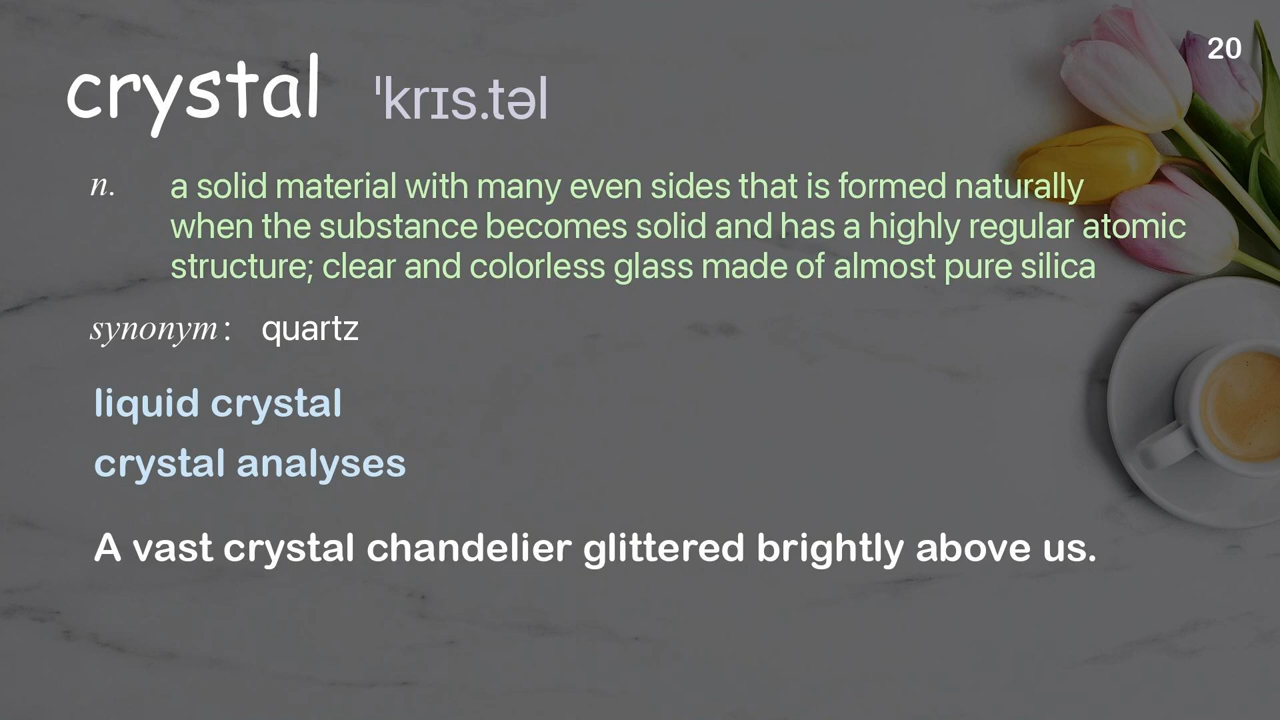 20
crystal ˈkrɪs.təl
n. a solid material with many even sides that is formed naturally
when the substance becomes solid and has a highly regular atomic
structure; clear and colorless glass made of almost pure silica
synonym: quartz
liquid crystal
crystal analyses
A vast crystal chandelier glittered brightly above us.